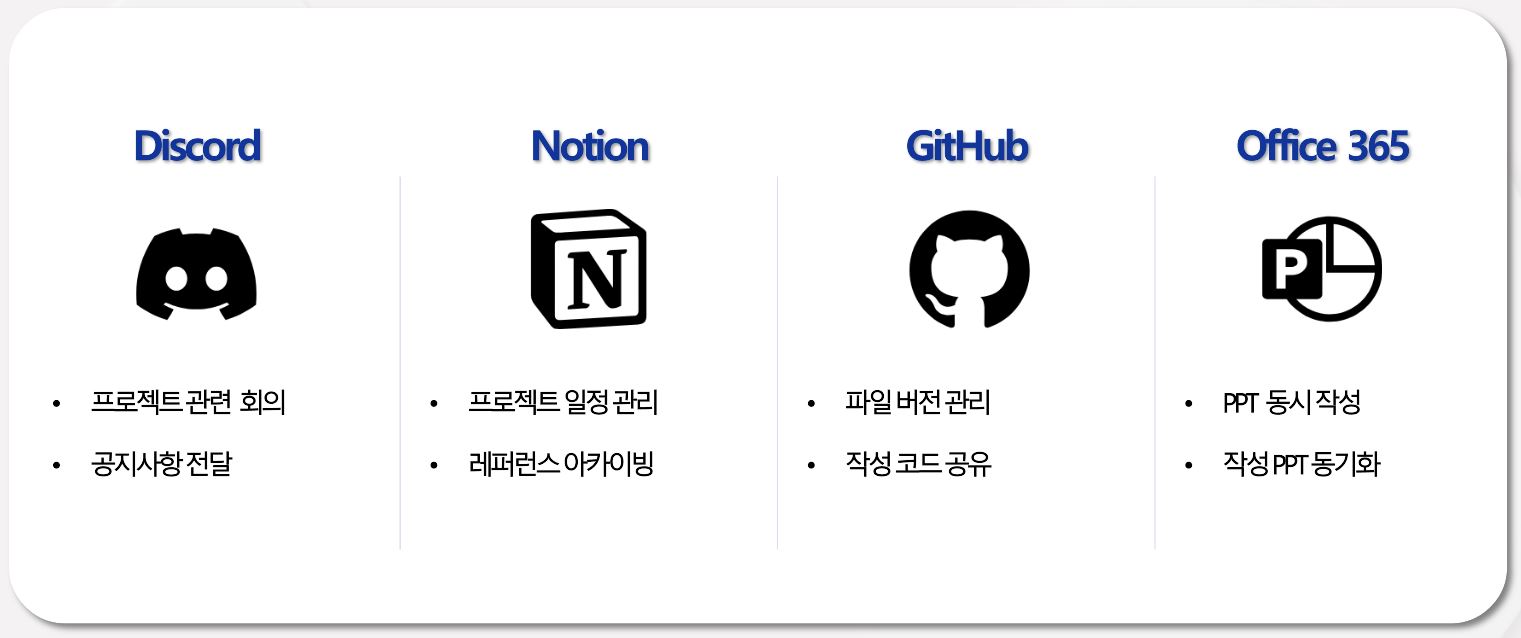 Discord
Notion
GitHub
Office 365
N
P
• 프로젝트 관련 회의
• 공지사항 전달
• 프로젝트 일정 관리
• 레퍼런스 아카이빙
• 파일 버전 관리
• 작성 코드 공유
• PPT 동시 작성
• 작성 PPT 동기화